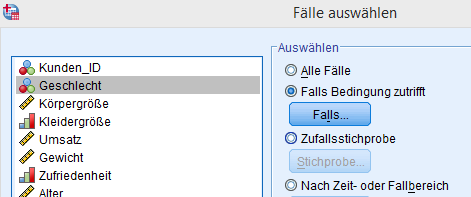 Fälle auswählen
Kunden_ID
Geschlecht
Körpergröße
Kleidergröße
Umsatz
Gewicht
Zufriedenheit
Alter
Auswählen
Alle Fälle
Falls Bedingung zutrifft
Falls...
Zufallsstichprobe
Stichprobe...
Nach Zeit- oder Fallbereich